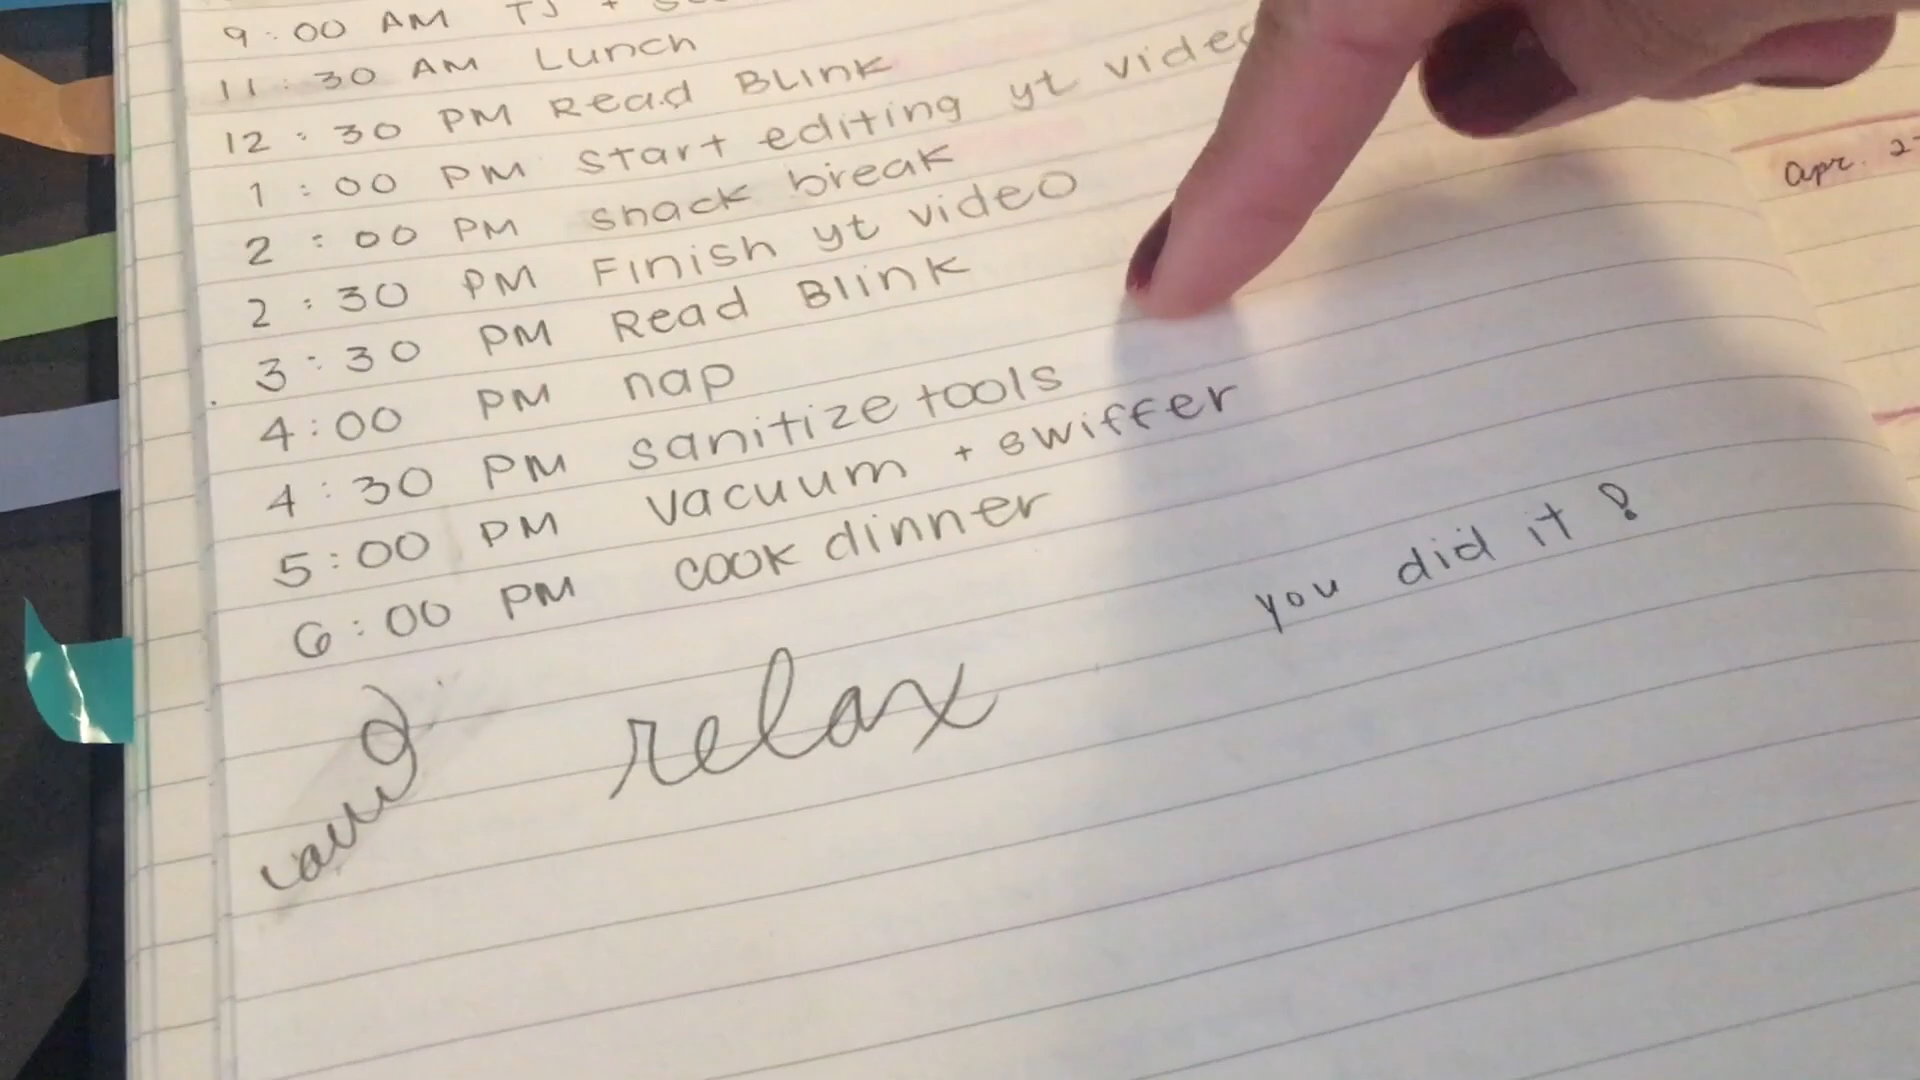 9:00 AM TJ +
11:30 AM Lunch
12:30 PM Read Blink
1:00 PM start editing yt video
2:00 PM snack break
2:30 PM Finish yt video
3:30 PM Read Blink
4:00 PM nap
4:30 PM sanitize tools
5:00 PM vacuum + swiffer
6:00 PM cook dinner
relax
you did it!
apr. 2